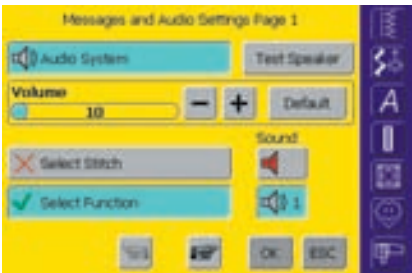 Messages and Audio Settings Page 1
Audio System Test Speaker
Volume
10 - + Default
Sound
Select Stitch
Select Function 1
OK ESC
A